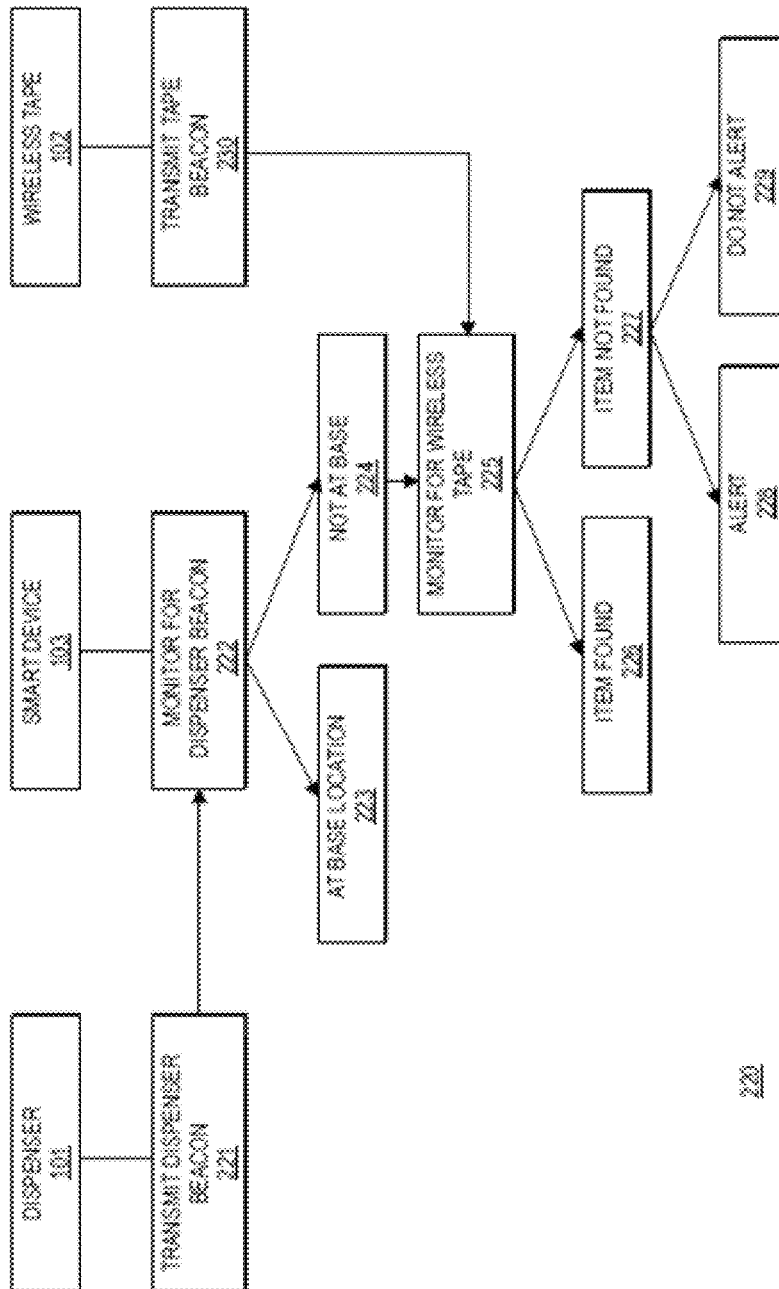 DISPENSER
101
SMART DEVICE
103
WIRELESS TAPE
102
TRANSMIT DISPENSER
BEACON
221
MONITOR FOR
DISPENSER BEACON
222
TRANSMIT TAPE
BEACON
230
AT BASE LOCATION
223
NOT AT BASE
224
MONITOR FOR WIRELESS
TAPE
225
ITEM FOUND
226
ITEM NOT FOUND
227
ALERT
228
DO NOT ALERT
229
220